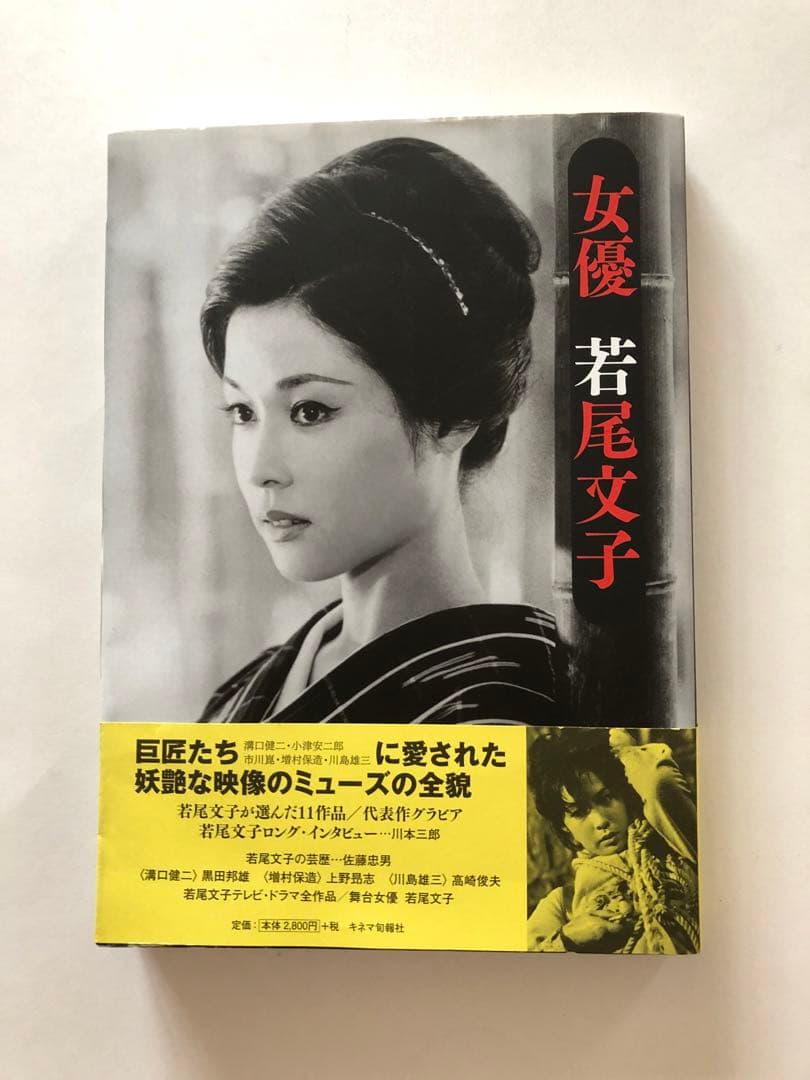 女優 若尾文子
巨匠たち 溝口健二・小津安二郎 に愛された
市川崑・増村保造・川島雄三
妖艶な映像のミューズの全貌
若尾文子が選んだ11作品／代表作グラビア
若尾文子ロング・インタビュー…川本三郎
若尾文子の芸歴…佐藤忠男
〈溝口健二〉黒田邦雄 〈増村保造〉上野昻志 〈川島雄三〉高崎俊夫
若尾文子テレビ・ドラマ全作品／舞台女優 若尾文子
定価：本体2,800円＋税 キネマ旬報社